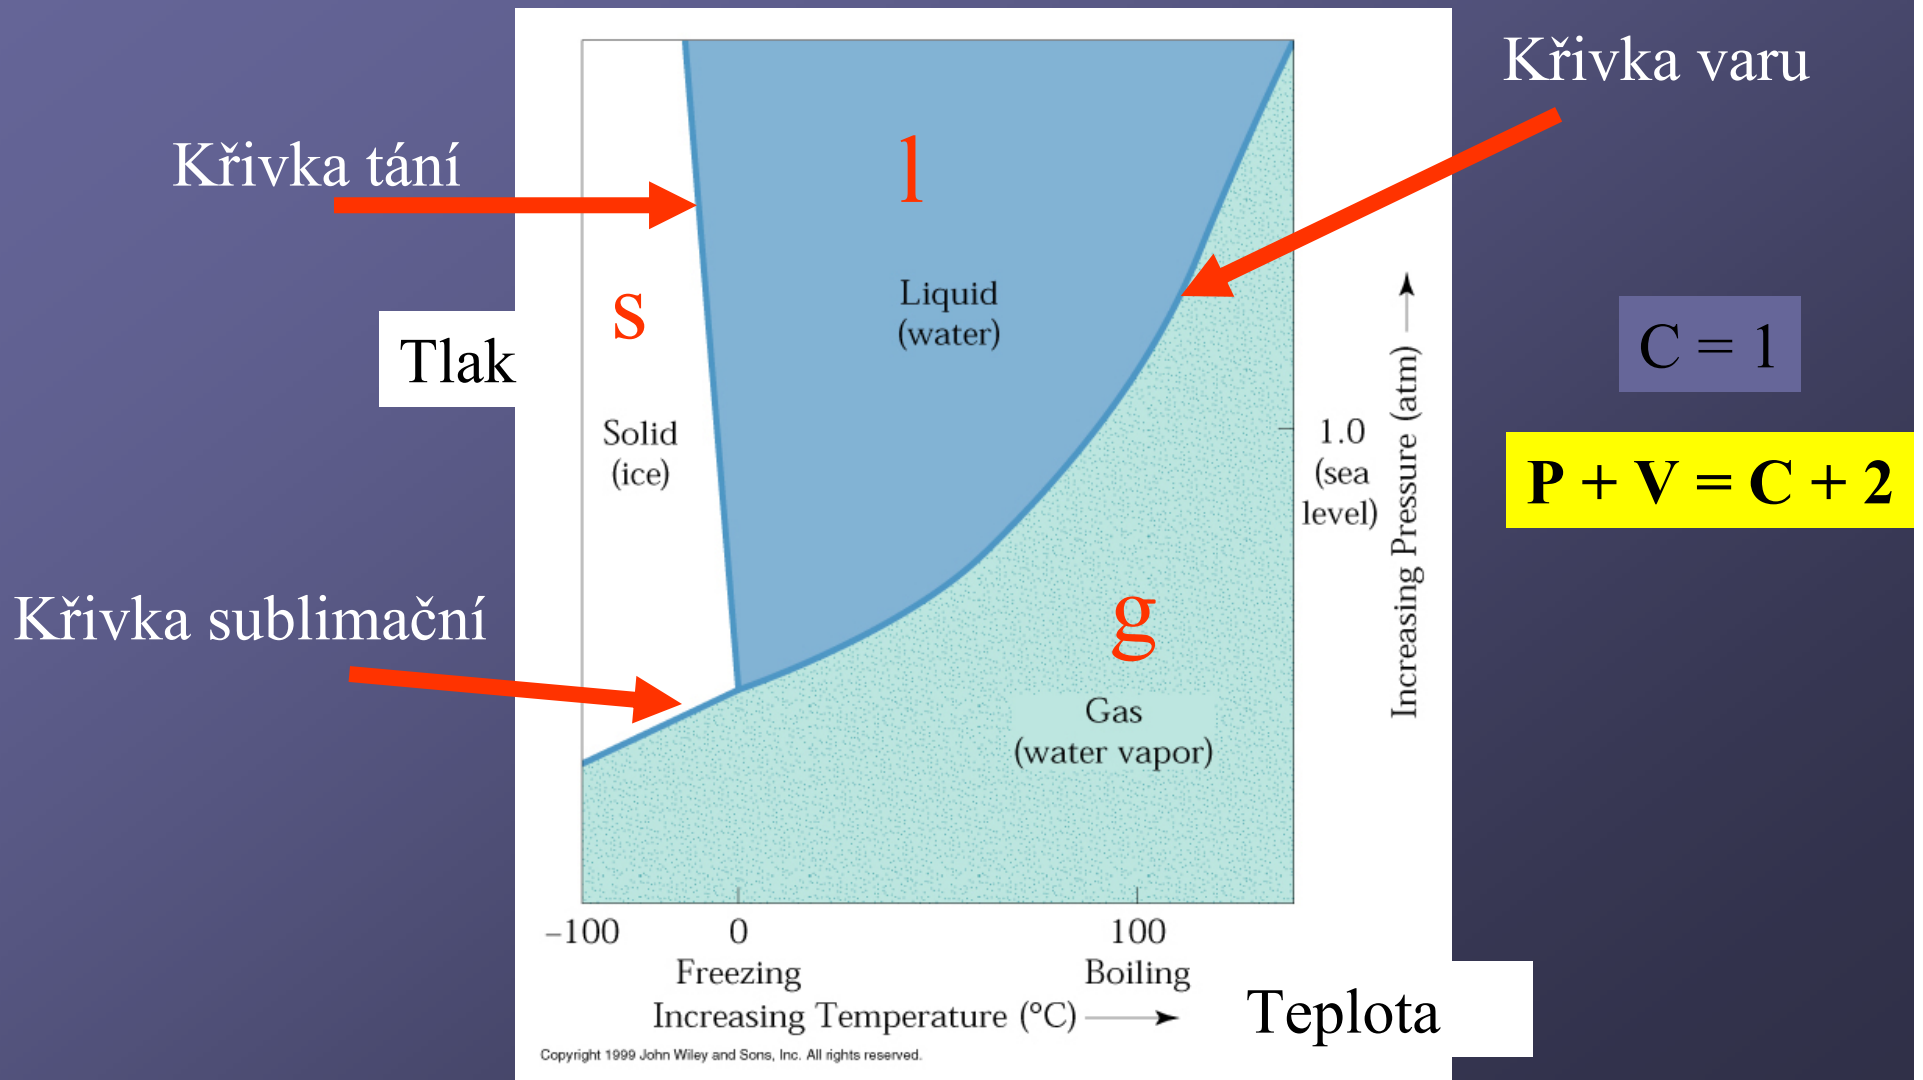 Křivka varu
Křivka tání
l
s
Liquid
(water)
Tlak
C = 1
Solid
(ice)
1.0
(sea
level)
Increasing Pressure (atm)
P + V = C + 2
Křivka sublimační
g
Gas
(water vapor)
–100
0
100
Freezing
Boiling
Increasing Temperature (°C)
Teplota
Copyright 1999 John Wiley and Sons, Inc. All rights reserved.